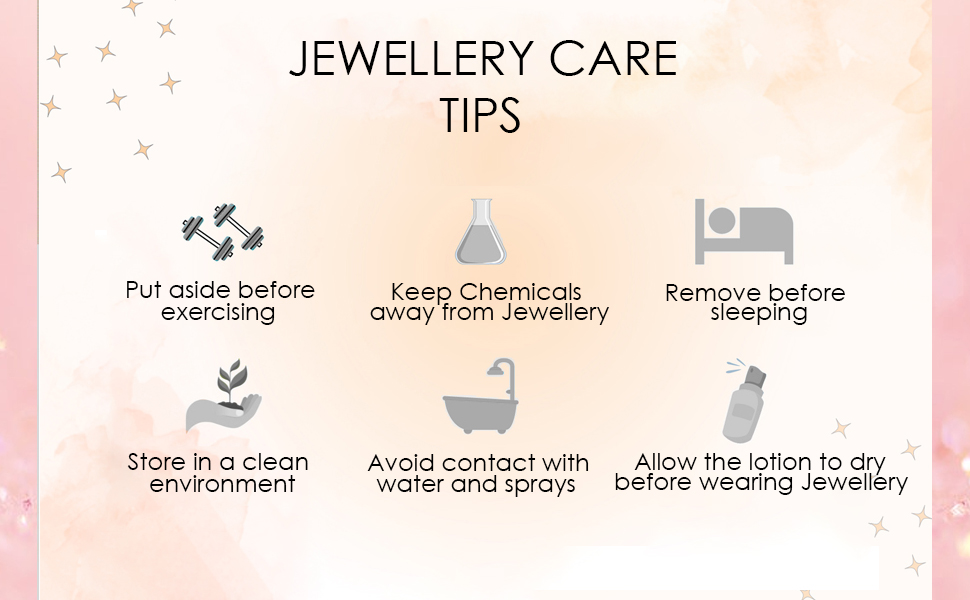 JEWELLERY CARE
TIPS
Put aside before
exercising
Keep Chemicals
away from Jewellery
Remove before
sleeping
Store in a clean
environment
Avoid contact with
water and sprays
Allow the lotion to dry
before wearing Jewellery